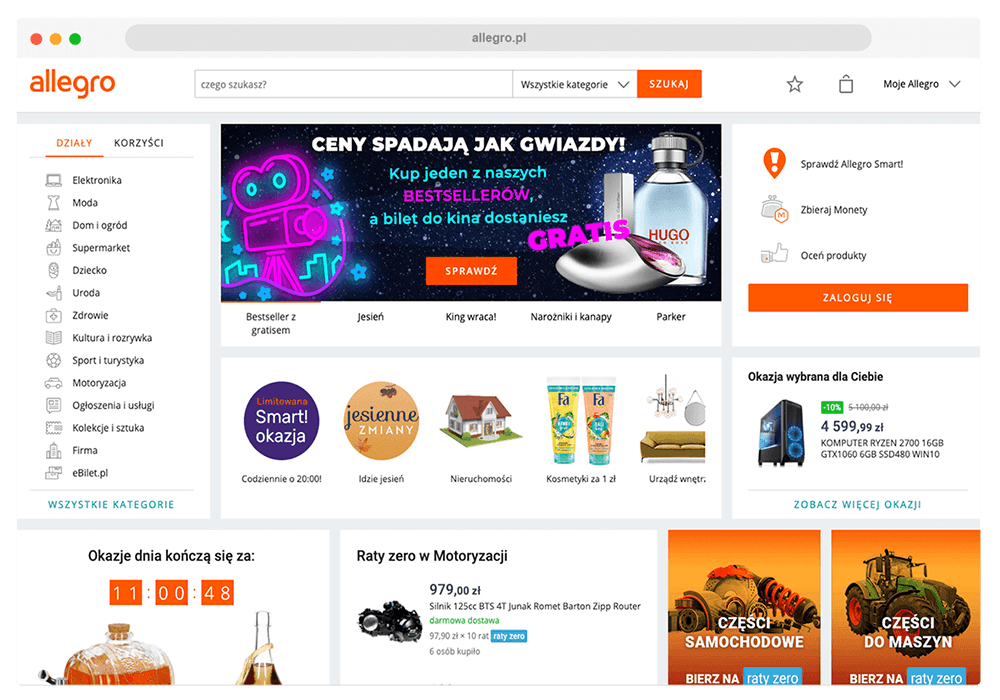 allegro.pl
allegro
czego szukasz?
Wszystkie kategorie
SZUKAJ
Moje Allegro
DZIAŁY
KORZYŚCI
Elektronika
Moda
Dom i ogród
Supermarket
Dziecko
Uroda
Zdrowie
Kultura i rozrywka
Sport i turystyka
Motoryzacja
Ogłoszenia i usługi
Kolekcje i sztuka
Firma
eBilet.pl
WSZYSTKIE KATEGORIE
CENY SPADAJĄ JAK GWIAZDY!
Kup jeden z naszych
BESTSELLERÓW,
a bilet do kina dostaniesz
GRATIS
HUGO
SPRAWDŹ
Bestseller z
gratisem
Jesień
King wraca!
Narożniki i kanapy
Parker
Sprawdź Allegro Smart!
M
Zbieraj Monety
Oceń produkty
ZALOGUJ SIĘ
Limitowana
Smart!
okazja
Codziennie o 20:00!
jesienne
ZMIANY
Idzie jesień
Nieruchomości
Fa
Fa
Kosmetyki za 1 zł
Urządź wnętrz
Okazja wybrana dla Ciebie
-10% 5 100,00 zł
4 599,99 zł
KOMPUTER RYZEN 2700 16GB
GTX1060 6GB SSD480 WIN10
ZOBACZ WIĘCEJ OKAZJI
Okazje dnia kończą się za:
11:00:48
Raty zero w Motoryzacji
979,00 zł
Silnik 125cc BTS 4T Junak Romet Barton Zipp Router
darmowa dostawa
97,90 zł × 10 rat raty zero
6 osób kupiło
CZĘŚCI
SAMOCHODOWE
BIERZ NA raty zero
CZĘŚCI
DO MASZYN
BIERZ NA raty zero